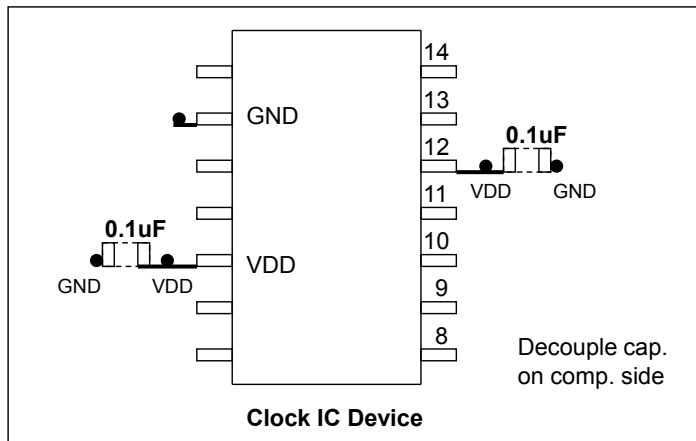 14
GND
13
0.1uF
12
VDD
GND
11
0.1uF
VDD
10
GND
VDD
9
8
Decouple cap.
on comp. side
Clock IC Device